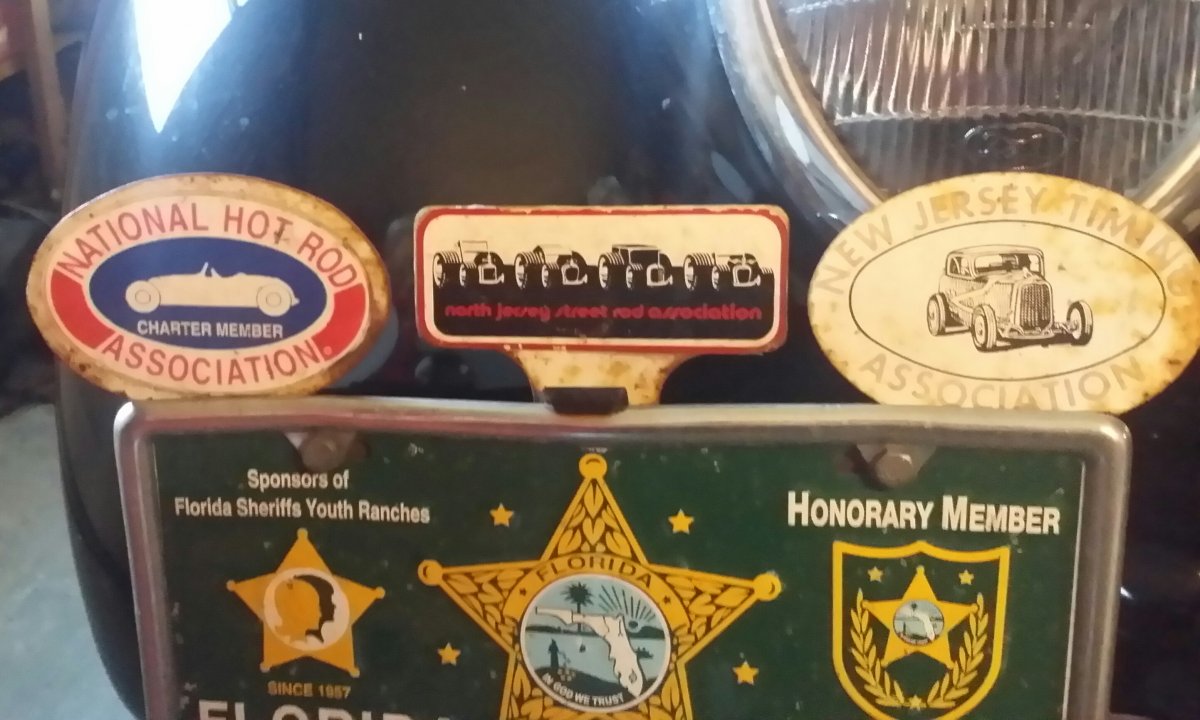 NATIONAL HOT ROD
CHARTER MEMBER
ASSOCIATION.
north jersey street rod association
NEW JERSEY TIMING
ASSOCIATION
Sponsors of
Florida Sheriffs Youth Ranches
SINCE 1957
FLORIDA
IN GOD WE TRUST
HONORARY MEMBER
FLORIDA